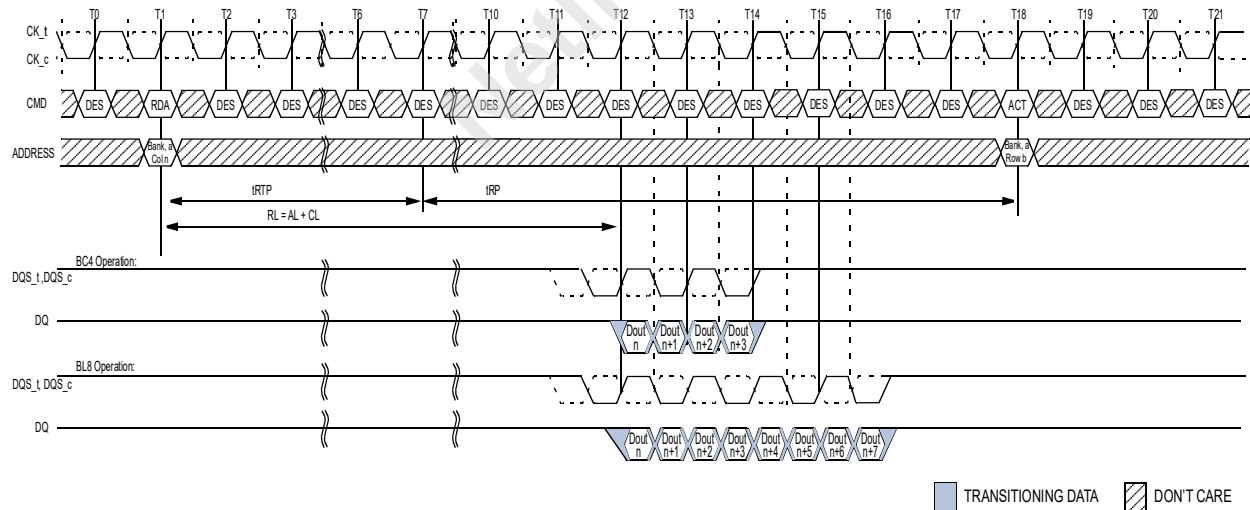 T0 T1 T2 T3 T6 T7 T10 T11 T12 T13 T14 T15 T16 T17 T18 T19 T20 T21
CK_t
CK_c
CMD DES RDA DES DES DES DES DES DES DES DES DES DES DES DES ACT DES DES DES
ADDRESS
Bank, a
Col n
Bank, a
Row b
tRTP tRP
RL = AL + CL
BC4 Operation:
DQS_t, DQS_c
DQ
Dout
n
Dout
n+1
Dout
n+2
Dout
n+3
BL8 Operation:
DQS_t, DQS_c
DQ
Dout
n
Dout
n+1
Dout
n+2
Dout
n+3
Dout
n+4
Dout
n+5
Dout
n+6
Dout
n+7
TRANSITIONING DATA DON'T CARE